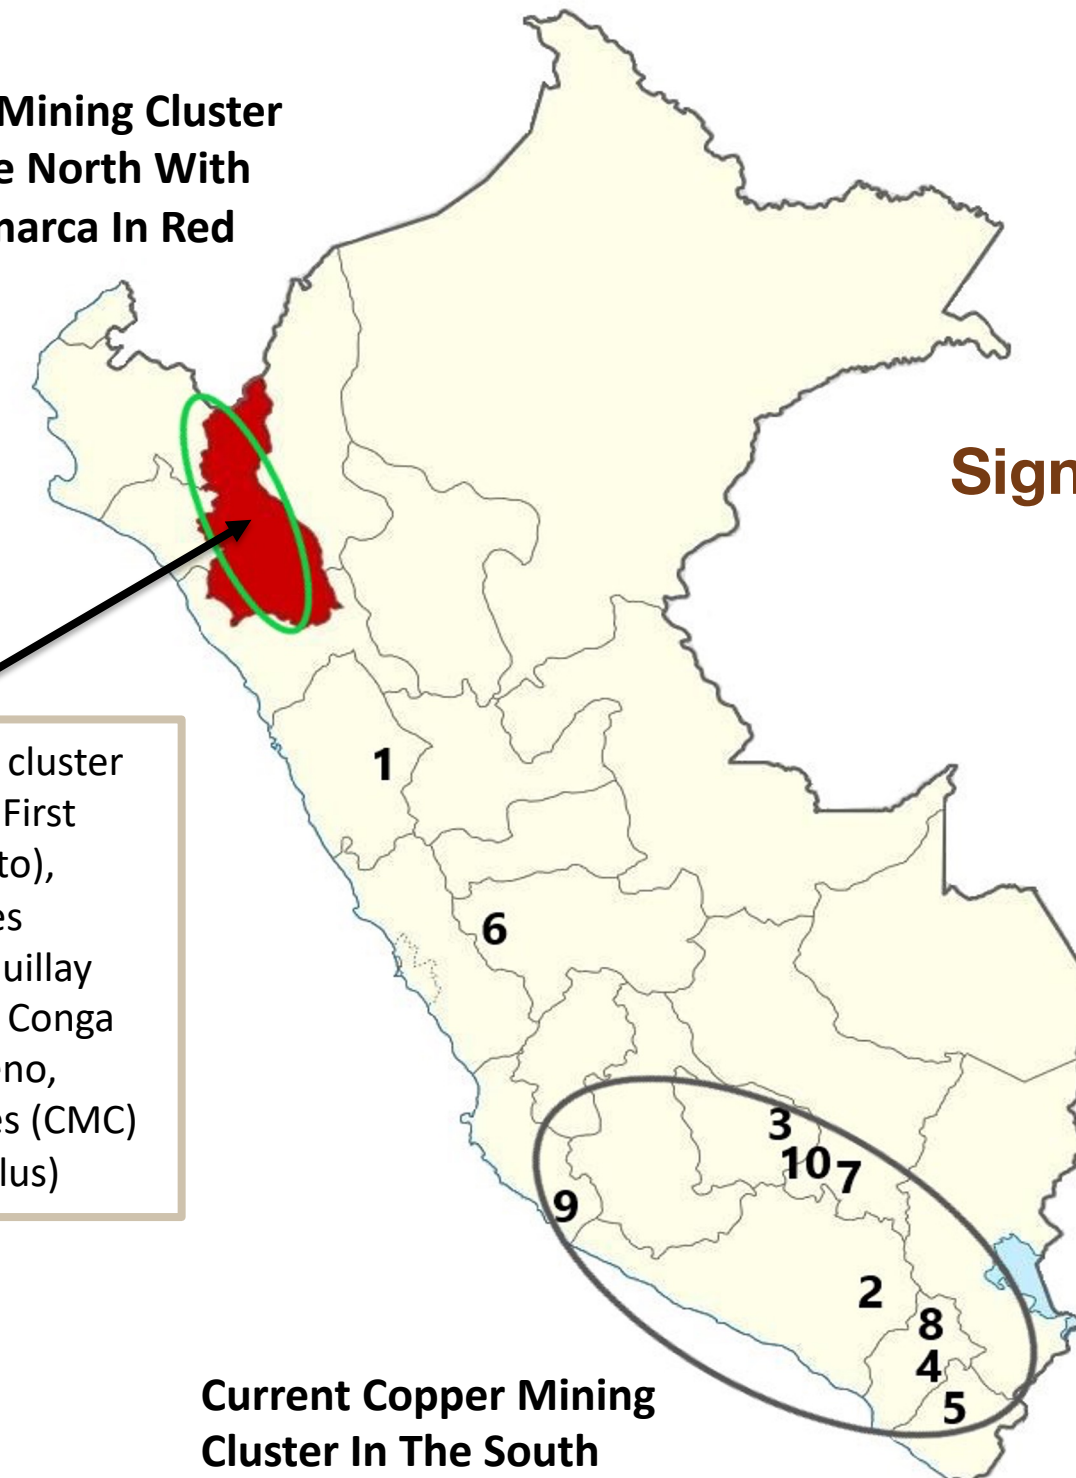 Mining Cluster
e North With
narca In Red
Sign
1
cluster
First
to),
es
uillay
Conga
eno,
es (CMC)
lus)
6
3
10 7
9
2
8
4
5
Current Copper Mining
Cluster In The South